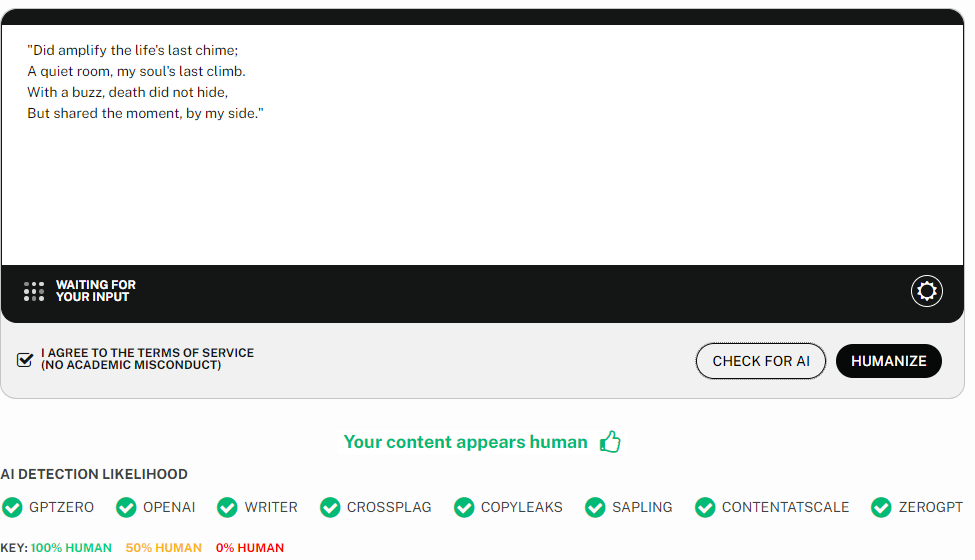 "Did amplify the life's last chime;
A quiet room, my soul's last climb.
With a buzz, death did not hide,
But shared the moment, by my side."
WAITING FOR
YOUR INPUT
I AGREE TO THE TERMS OF SERVICE
(NO ACADEMIC MISCONDUCT)
CHECK FOR AI
HUMANIZE
Your content appears human
AI DETECTION LIKELIHOOD
GPTZERO OPENAI WRITER CROSSPLAG COPYLEAKS SAPLING CONTENTATSCALE ZEROGPT
KEY: 100% HUMAN 50% HUMAN 0% HUMAN